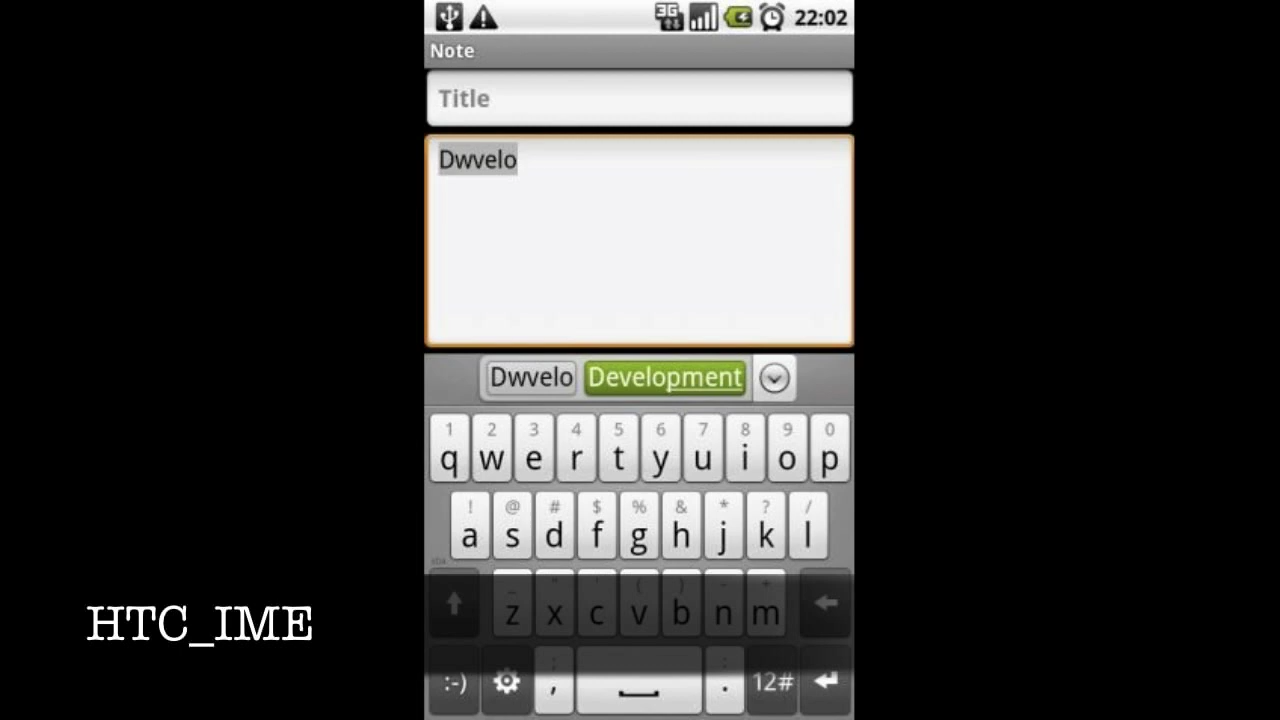 3G 22:02
Note
Title
Dwvelo
Dwvelo Development
1 2 3 4 5 6 7 8 9 0
q w e r t y u i o p
! @ # $ % & * ? /
a s d f g h j k l
_ " ' ( ) - +
z x c v b n m
HTC_IME
:-) , . 12#